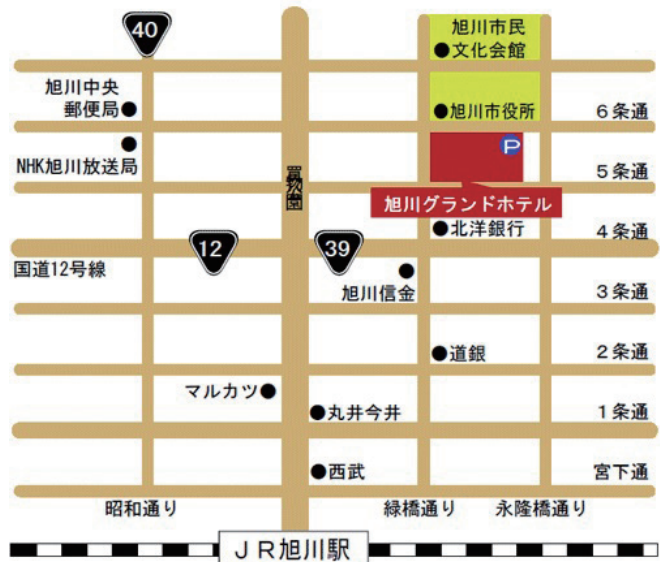 40
旭川市民
文化会館
旭川中央
郵便局
旭川市役所
6条通
P
NHK旭川放送局
買物公園
5条通
旭川グランドホテル
北洋銀行
4条通
12
39
国道12号線
旭川信金
3条通
道銀
2条通
マルカツ
丸井今井
1条通
西武
宮下通
昭和通り
緑橋通り
永隆橋通り
JR旭川駅